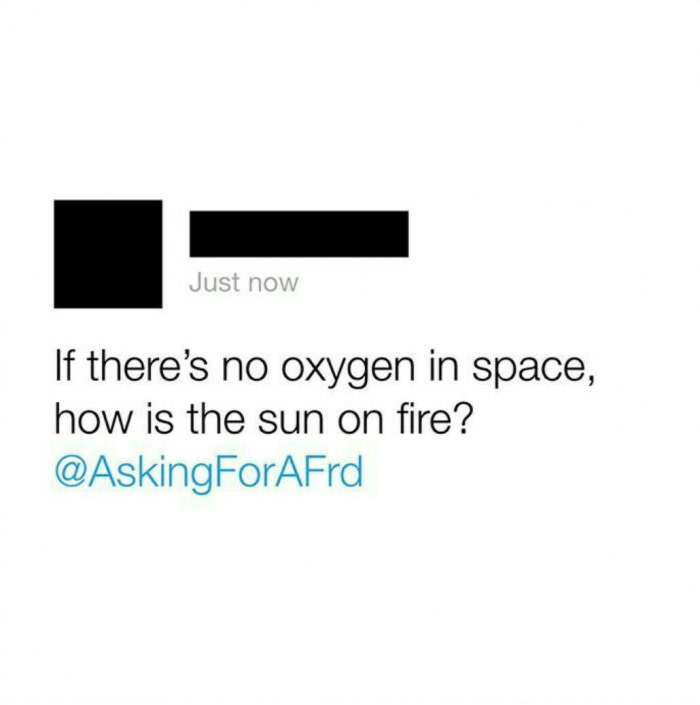 Just now
If there’s no oxygen in space,
how is the sun on fire?
@AskingForAFrd